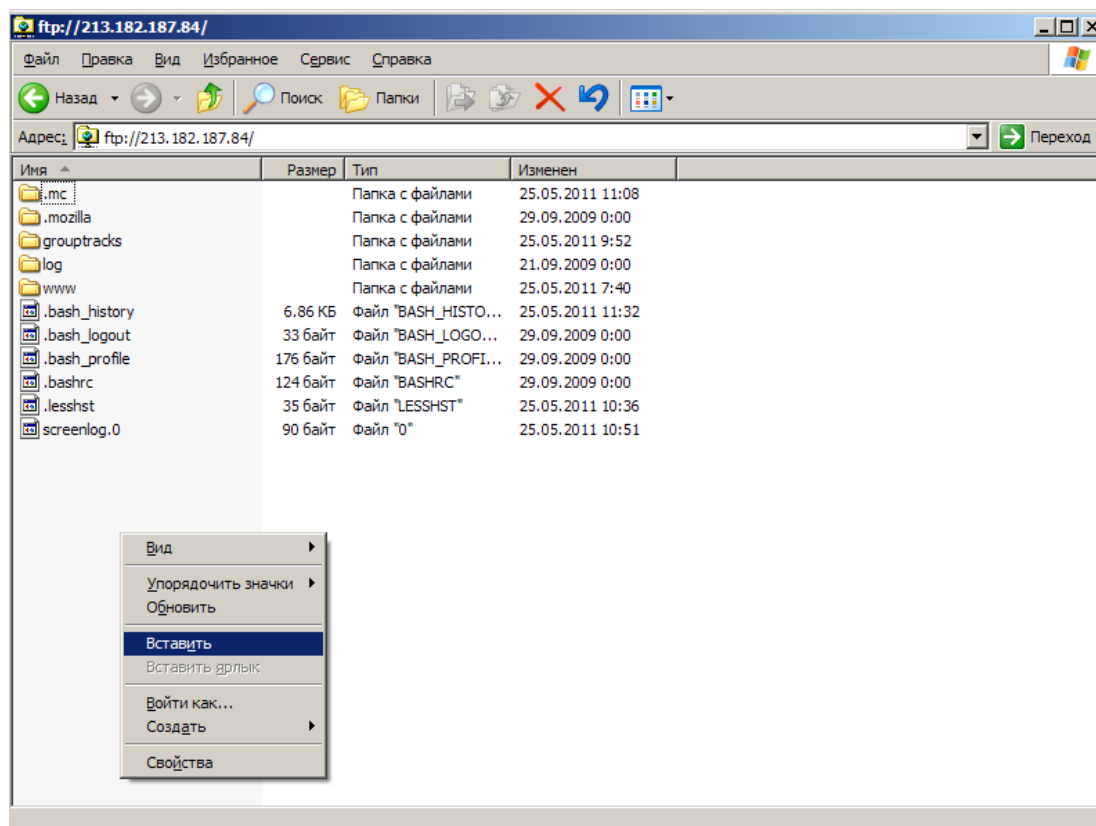 ftp://213.182.187.84/
Файл Правка Вид Избранное Сервис Справка
Назад Поиск Папки
Адрес: ftp://213.182.187.84/ Переход
Имя Размер Тип Изменен
.mc Папка с файлами 25.05.2011 11:08
.mozilla Папка с файлами 29.09.2009 0:00
grouptracks Папка с файлами 25.05.2011 9:52
log Папка с файлами 21.09.2009 0:00
www Папка с файлами 25.05.2011 7:40
.bash_history 6.86 КБ Файл "BASH_HISTO... 25.05.2011 11:32
.bash_logout 33 байт Файл "BASH_LOGO... 29.09.2009 0:00
.bash_profile 176 байт Файл "BASH_PROFI... 29.09.2009 0:00
.bashrc 124 байт Файл "BASHRC" 29.09.2009 0:00
.lesshst 35 байт Файл "LESSHST" 25.05.2011 10:36
screenlog.0 90 байт Файл "0" 25.05.2011 10:51
Вид
Упорядочить значки
Обновить
Вставить
Вставить ярлык
Войти как...
Создать
Свойства